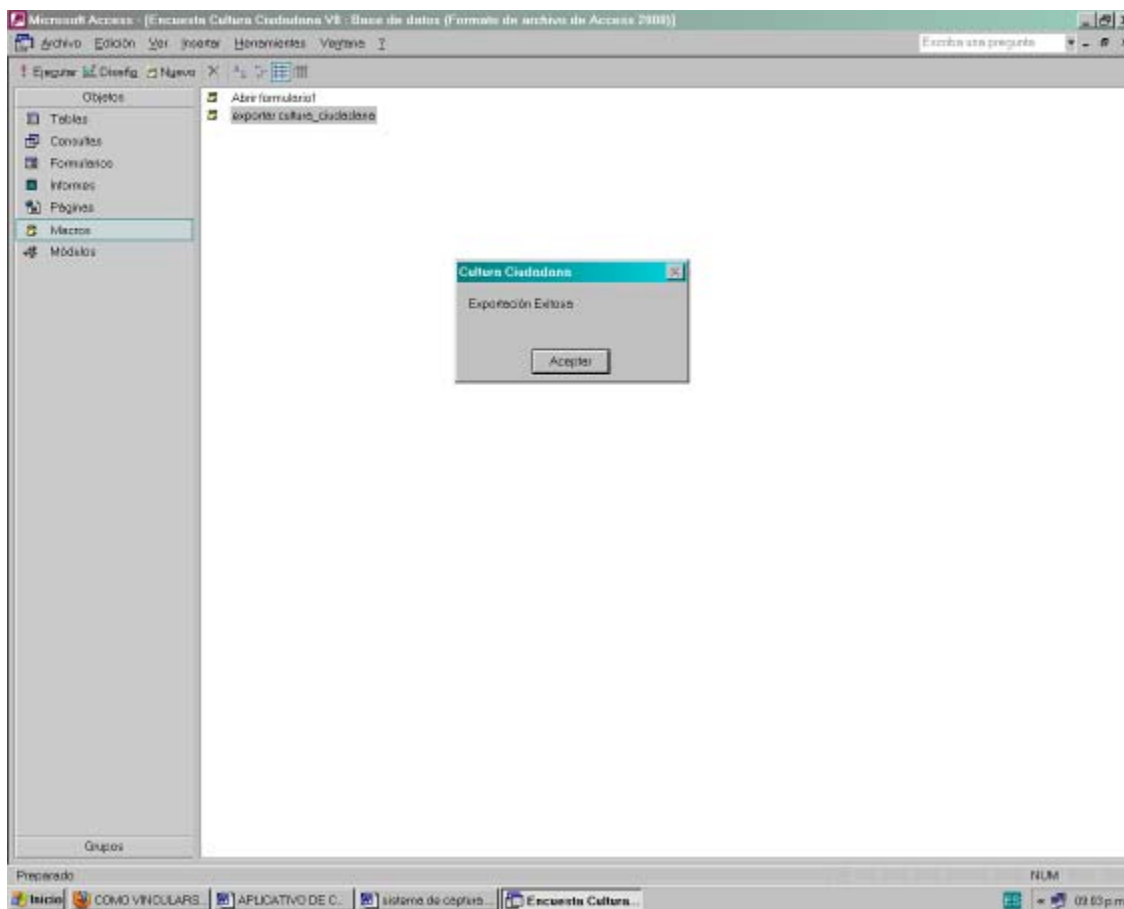 Microsoft Access - [Encuesta Cultura Ciudadana V8 : Base de datos (Formato de archivo de Access 2000)]
Archivo Edición Ver Insertar Herramientas Ventana ? Escriba una pregunta
Ejecutar Diseño Nuevo
Objetos
Tablas
Consultas
Formularios
Informes
Páginas
Macros
Módulos
Grupos
Abrir formulario1
exportar cultura_ciudadana
Cultura Ciudadana
Exportación Exitosa
Aceptar
Preparado NUM
Inicio COMO VINCULARS... APLICATIVO DE C... sistema de captura... Encuesta Cultura... p.m.